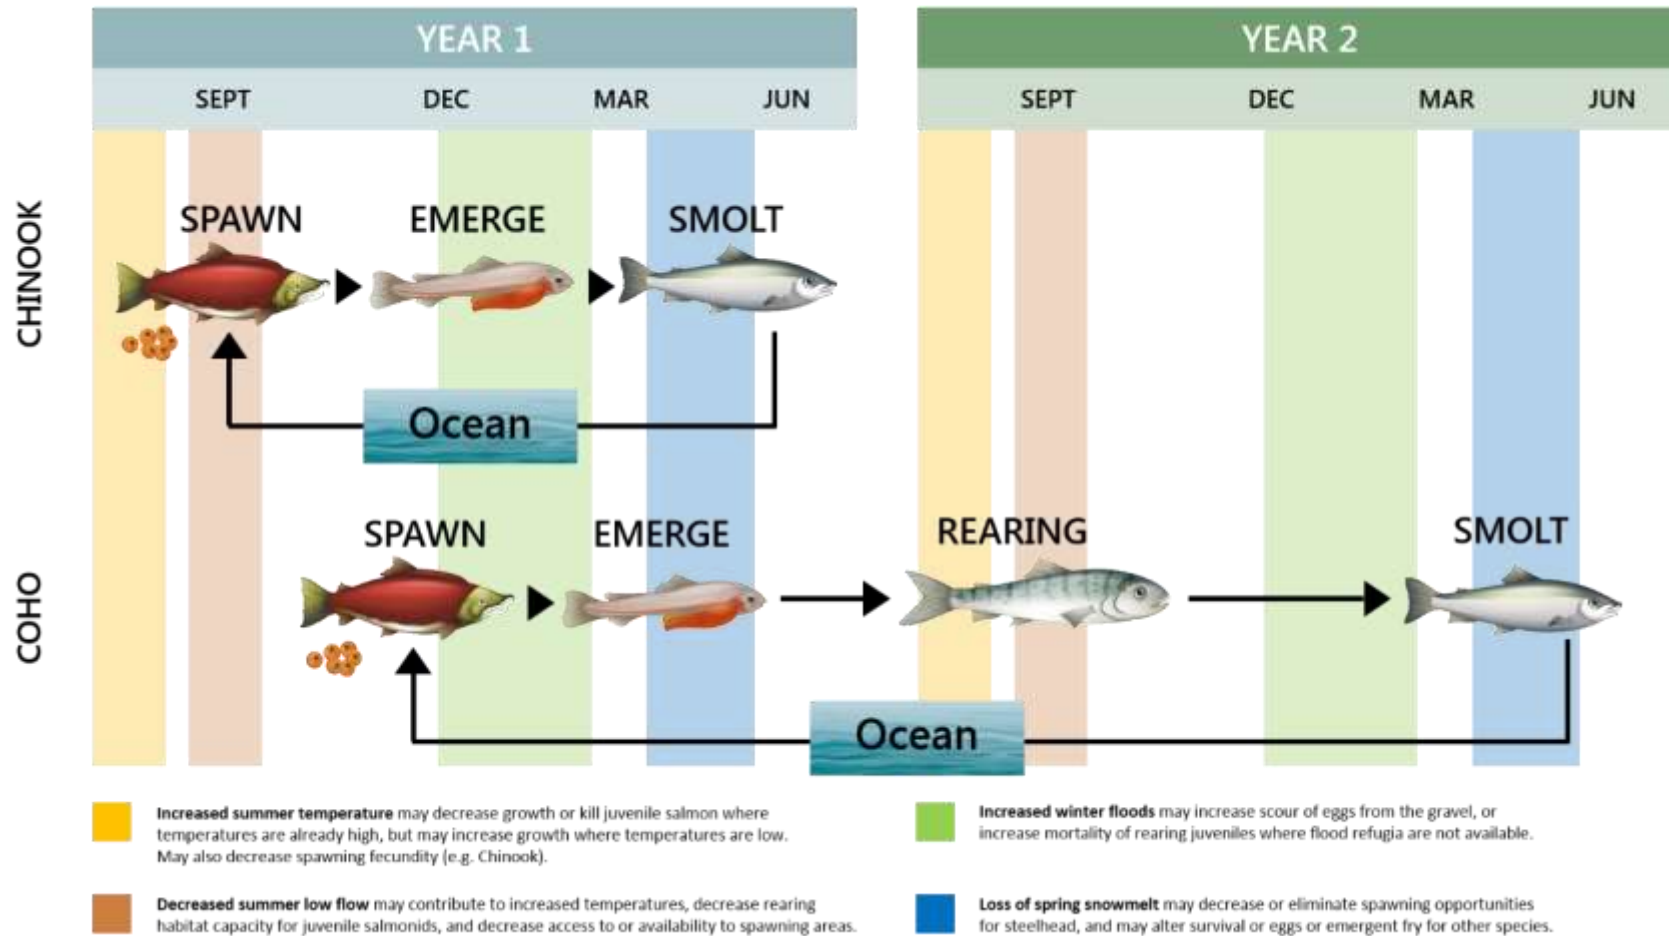 YEAR 1
YEAR 2
SEPT DEC MAR JUN
SEPT DEC MAR JUN
CHINOOK
SPAWN EMERGE SMOLT
Ocean
COHO
SPAWN EMERGE REARING SMOLT
Ocean
Increased summer temperature may decrease growth or kill juvenile salmon where
temperatures are already high, but may increase growth where temperatures are low.
May also decrease spawning fecundity (e.g. Chinook).
Decreased summer low flow may contribute to increased temperatures, decrease rearing
habitat capacity for juvenile salmonids, and decrease access to or availability to spawning areas.
Increased winter floods may increase scour of eggs from the gravel, or
increase mortality of rearing juveniles where flood refugia are not available.
Loss of spring snowmelt may decrease or eliminate spawning opportunities
for steelhead, and may alter survival or eggs or emergent fry for other species.